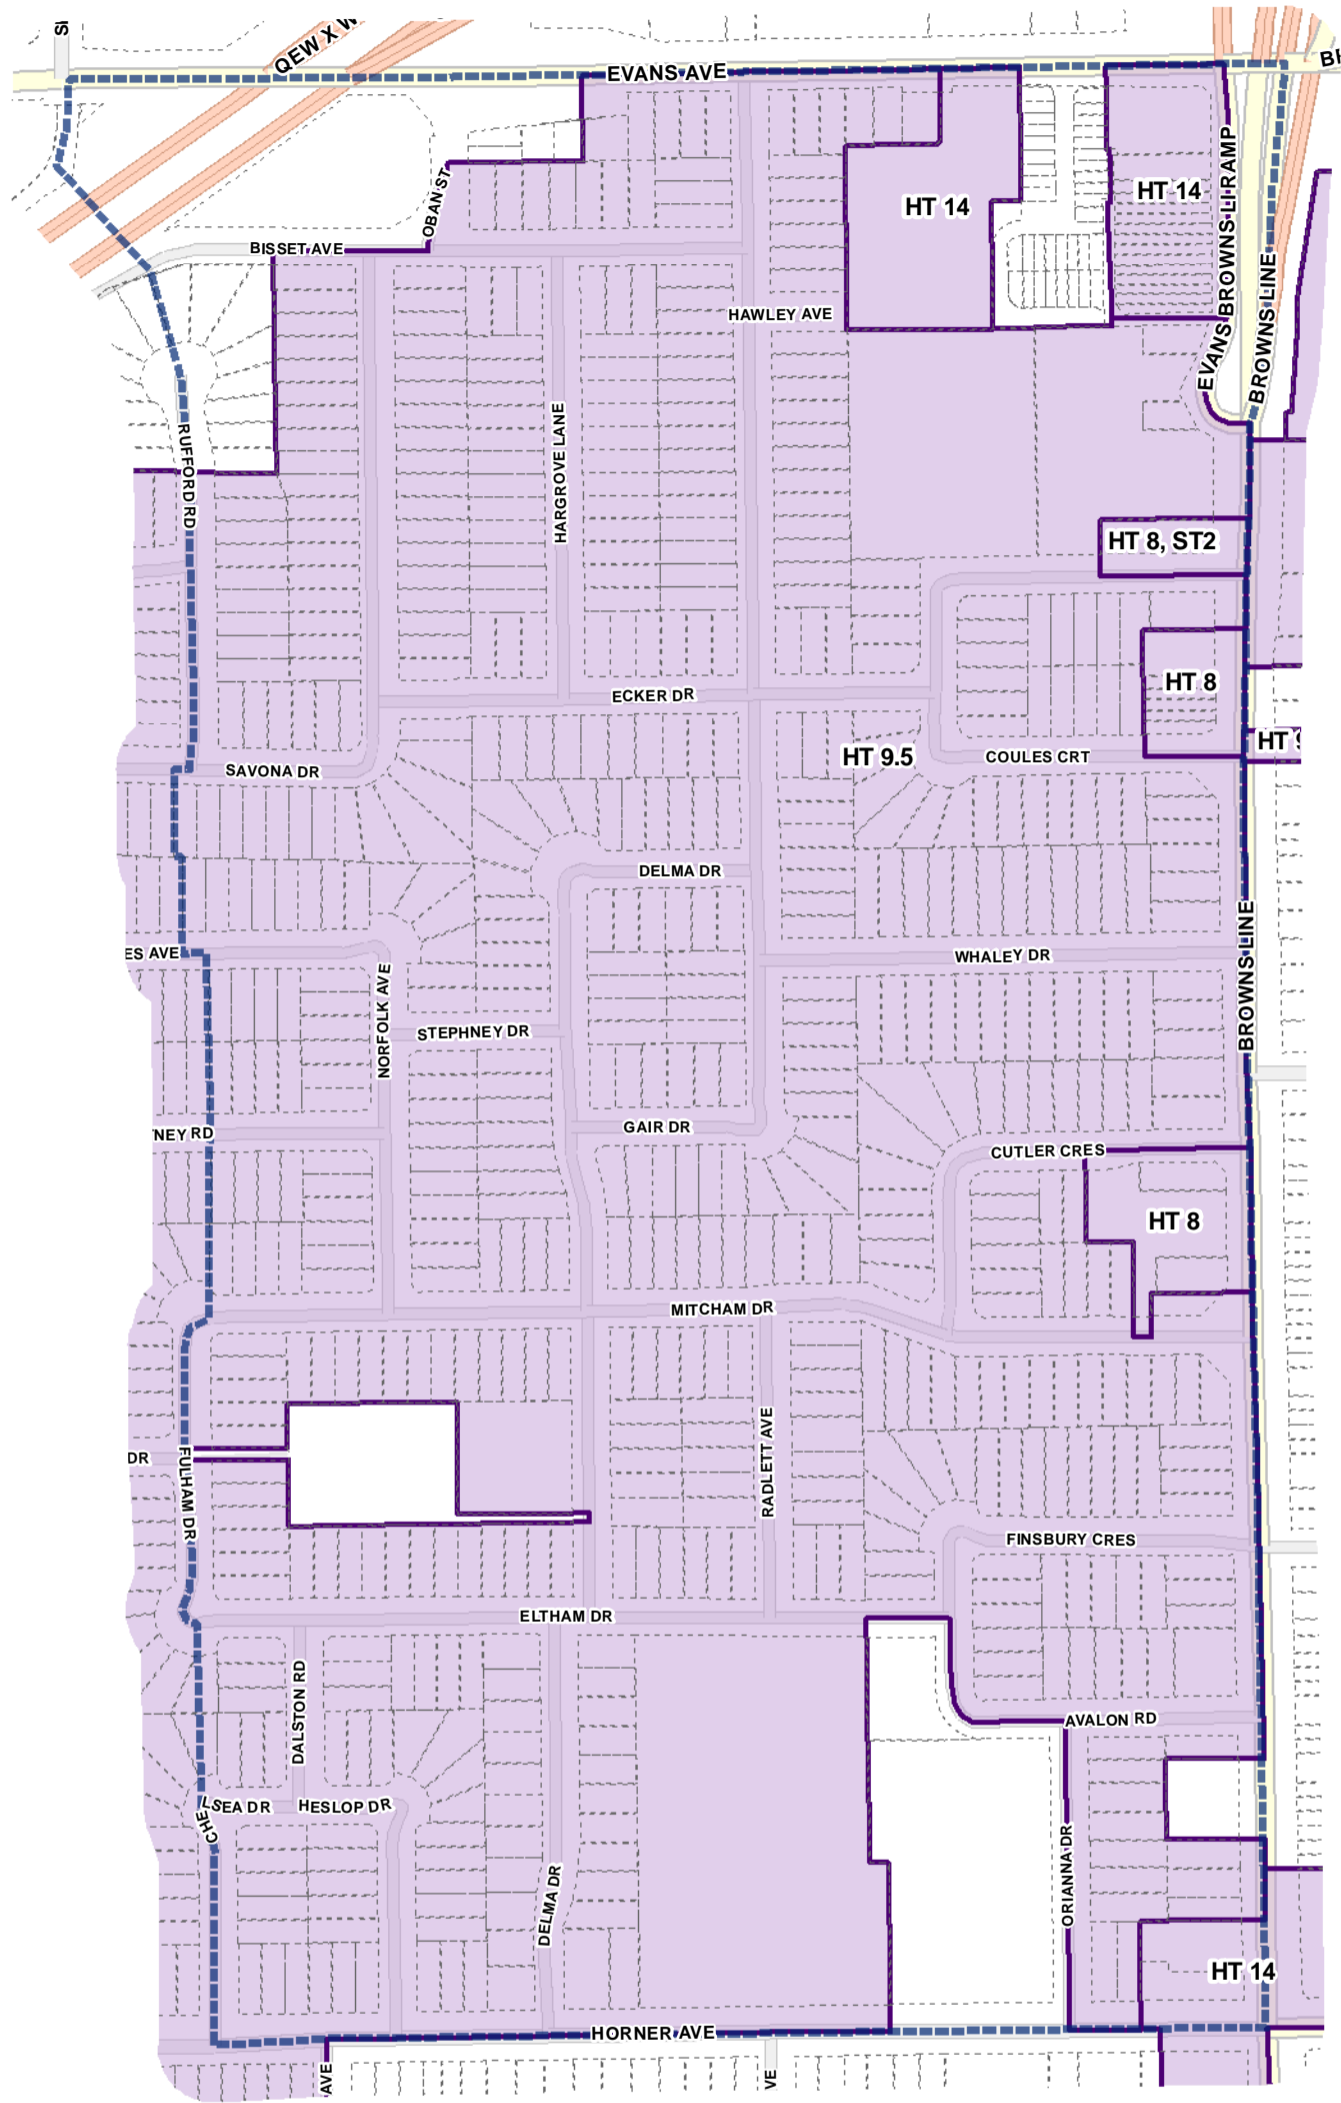 QEW X W
EVANS AVE
OBAN ST
BISSET AVE
HT 14
HT 14
EVANS BROWNS LI RAMP
BROWNS LINE
HAWLEY AVE
RUFFORD RD
HARGROVE LANE
HT 8, ST2
HT 8
ECKER DR
HT 9.5
COULES CRT
HT 9
SAVONA DR
DELMA DR
ES AVE
WHALEY DR
BROWNS LINE
NORFOLK AVE
STEPHNEY DR
GAIR DR
NEY RD
CUTLER CRES
HT 8
MITCHAM DR
DR
FULHAM DR
RADLETT AVE
FINSBURY CRES
ELTHAM DR
DALSTON RD
AVALON RD
CHELSEA DR
HESLOP DR
DELMA DR
ORIANNA DR
HT 14
HORNER AVE
AVE
VE